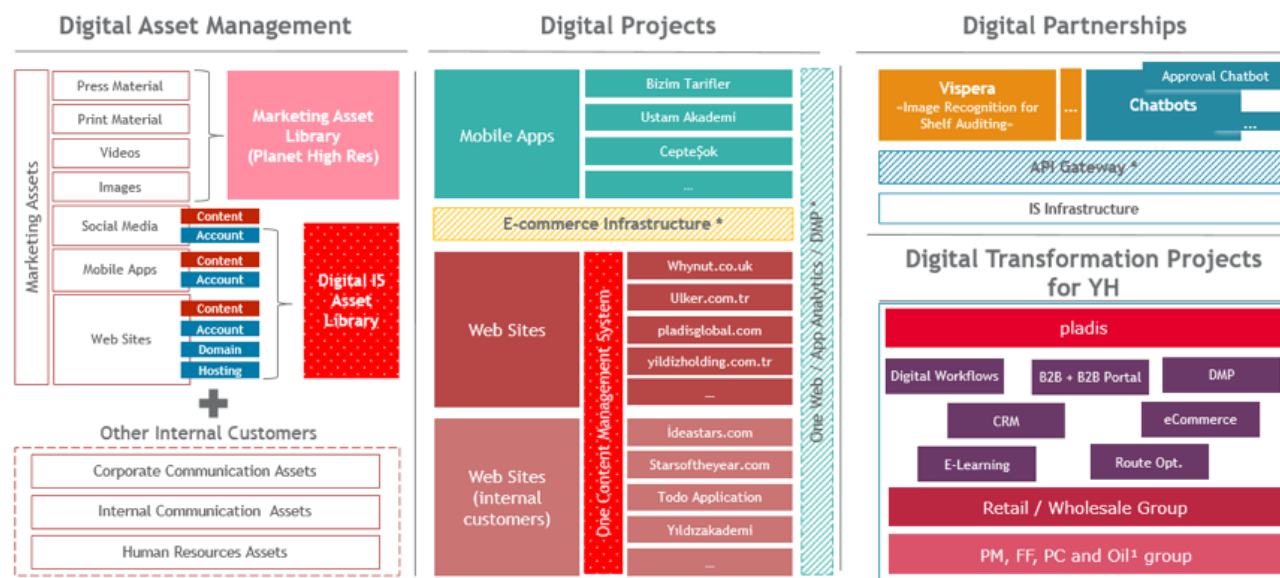 Digital Asset Management
Marketing Assets
Press Material
Print Material
Videos
Images
Marketing Asset
Library
(Planet High Res)
Social Media
Content
Account
Mobile Apps
Content
Account
Web Sites
Content
Account
Domain
Hosting
Digital IS
Asset
Library
Other Internal Customers
Corporate Communication Assets
Internal Communication Assets
Human Resources Assets
Digital Projects
Mobile Apps
Bizim Tarifler
Ustam Akademi
CepteŞok
...
E-commerce Infrastructure *
Web Sites
One Content Management System
Whynut.co.uk
Ulker.com.tr
pladisglobal.com
yildizholding.com.tr
...
Web Sites
(internal
customers)
İdeastars.com
Starsoftheyear.com
Todo Application
Yıldızakademi
...
One Web / App Analytics / DMP *
Digital Partnerships
Vispera
«Image Recognition for
Shelf Auditing»
...
Chatbots
Approval Chatbot
...
API Gateway *
IS Infrastructure
Digital Transformation Projects
for YH
pladis
Digital Workflows
B2B + B2B Portal
DMP
CRM
eCommerce
E-Learning
Route Opt.
Retail / Wholesale Group
PM, FF, PC and Oil¹ group